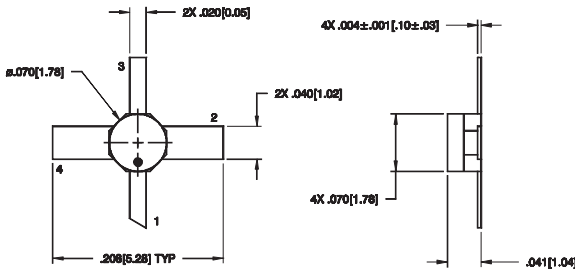 2X .020[0.05]
4X .004±.001[.10±.03]
3
ø.070[1.78]
2X .040[1.02]
2
4
4X .070[1.78]
1
.208[5.28] TYP
.041[1.04]